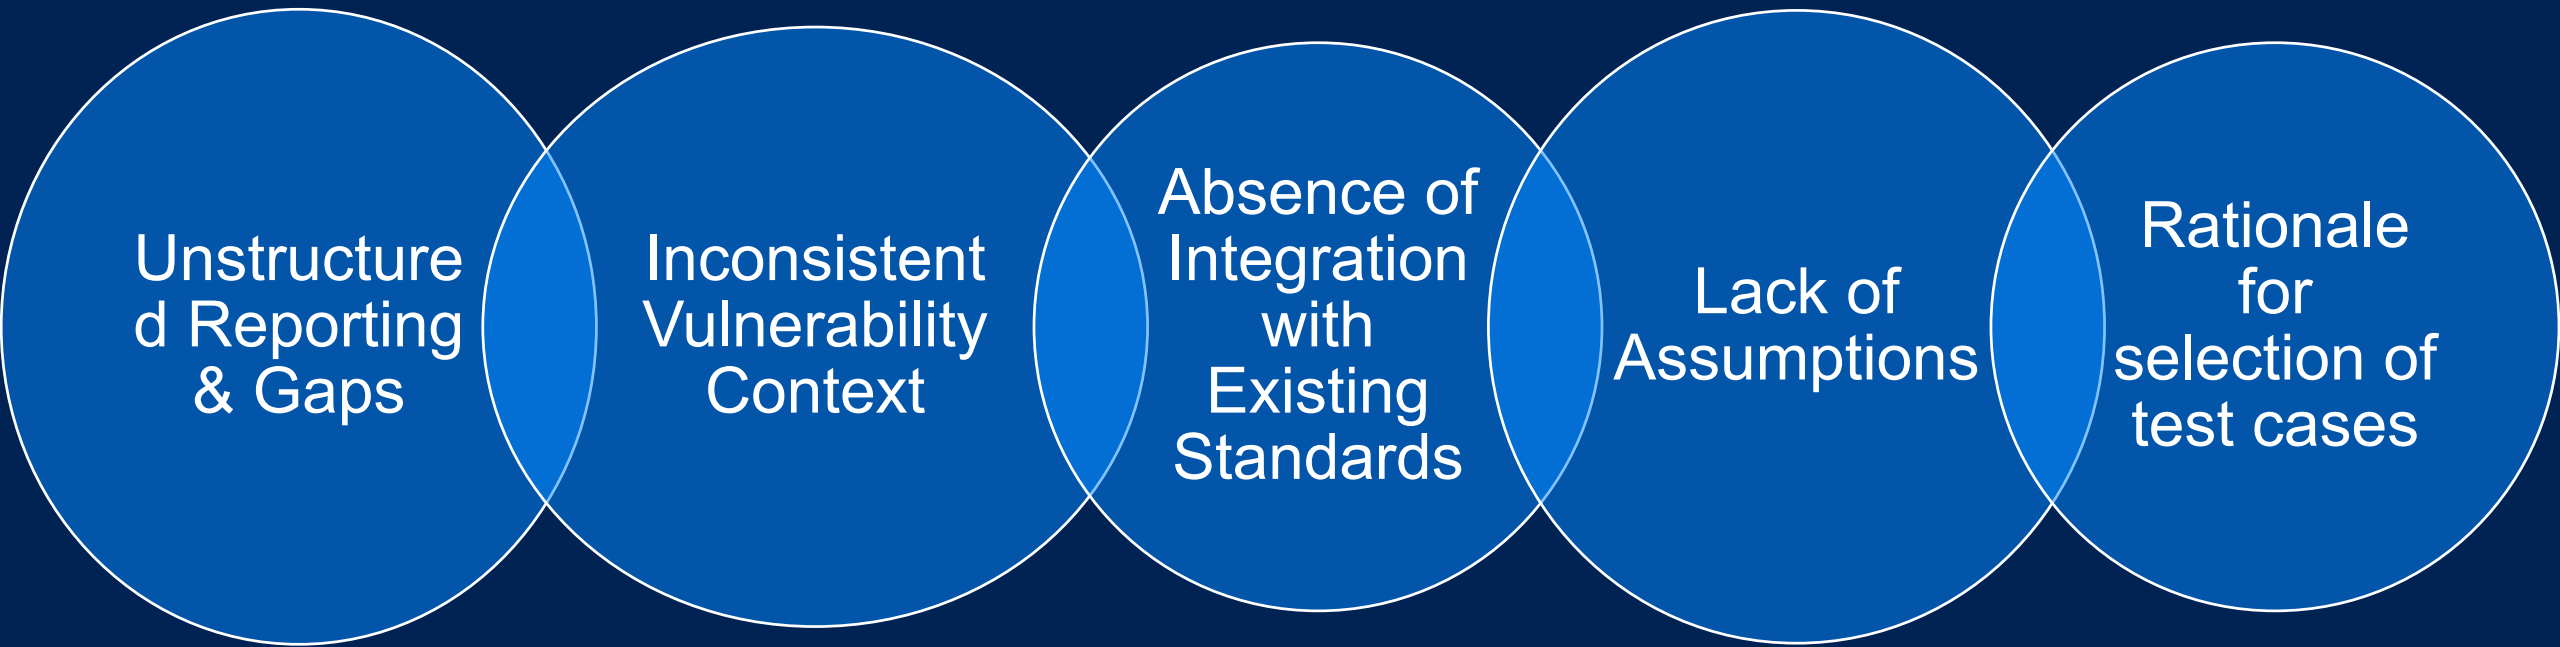 Unstructure
d Reporting
& Gaps
Inconsistent
Vulnerability
Context
Absence of
Integration
with
Existing
Standards
Lack of
Assumptions
Rationale
for
selection of
test cases